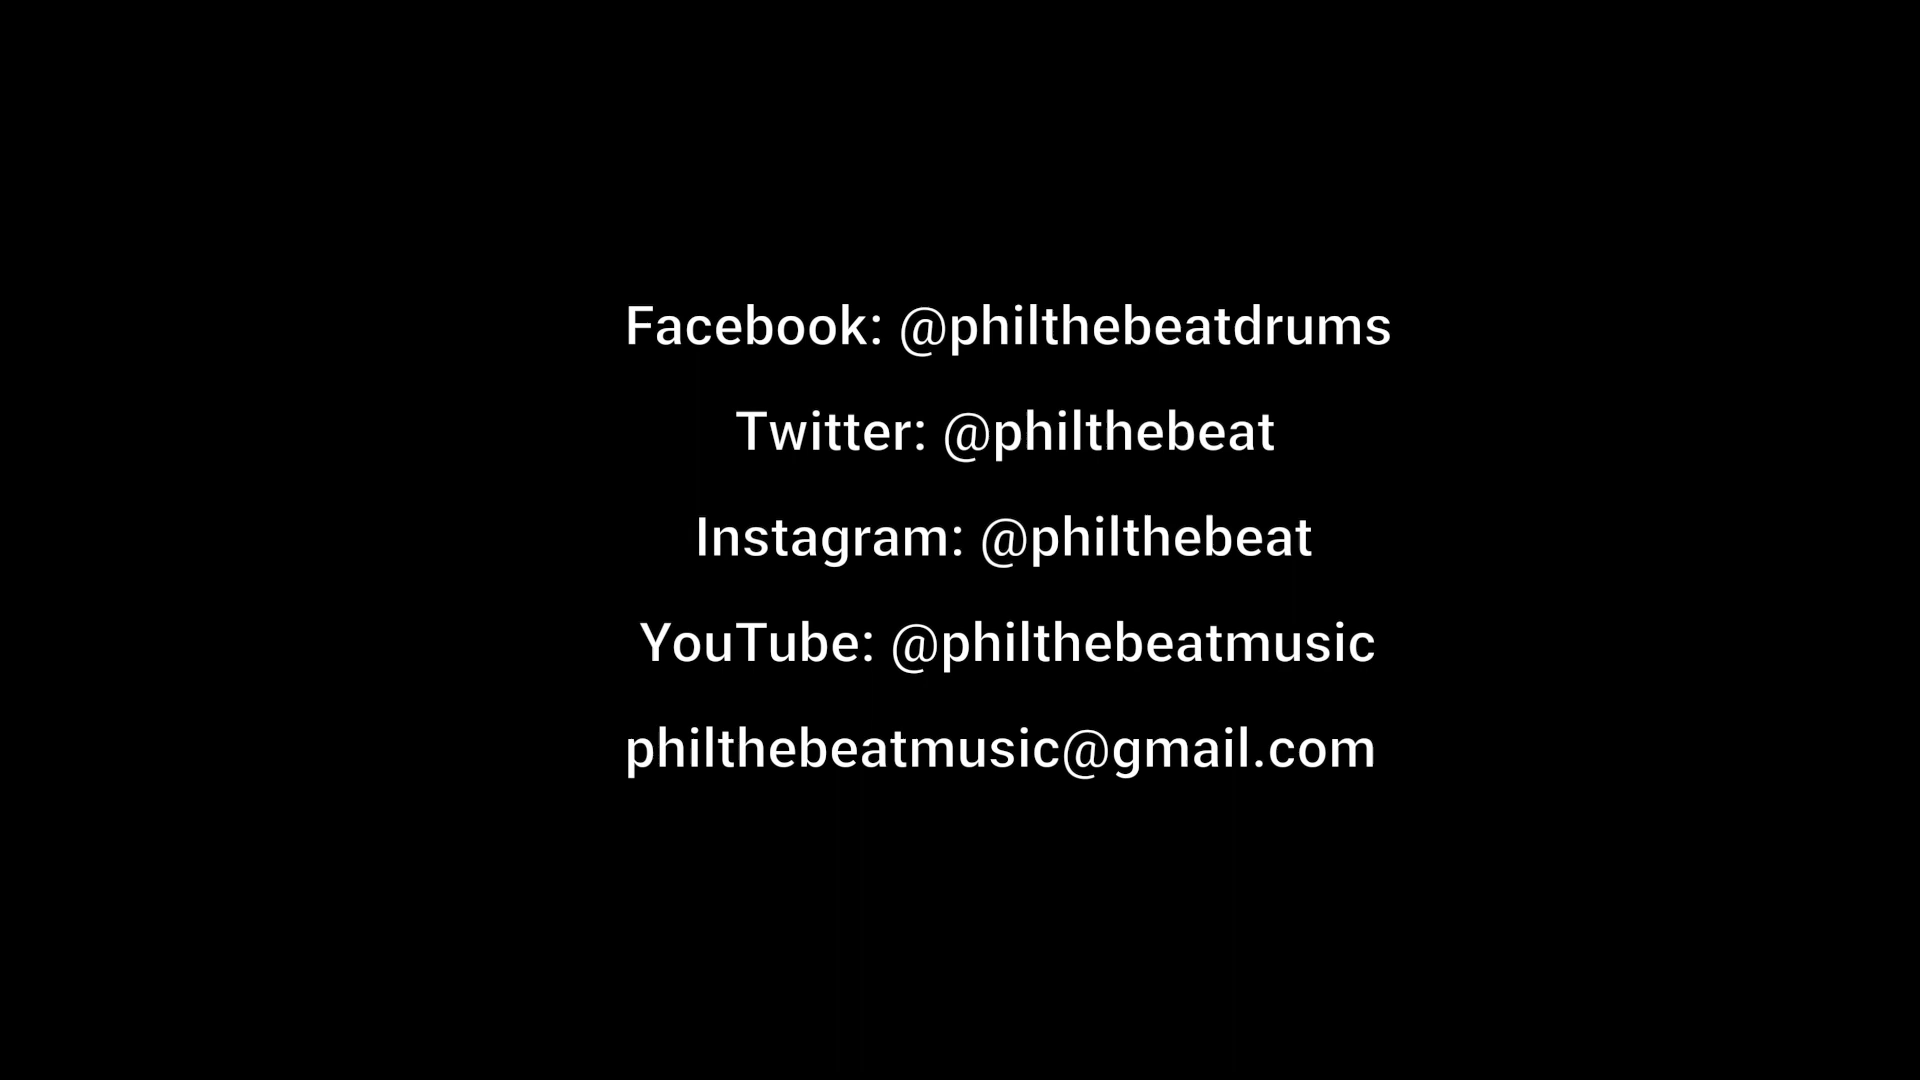 Facebook: @philthebeatdrums
Twitter: @philthebeat
Instagram: @philthebeat
YouTube: @philthebeatmusic
philthebeatmusic@gmail.com